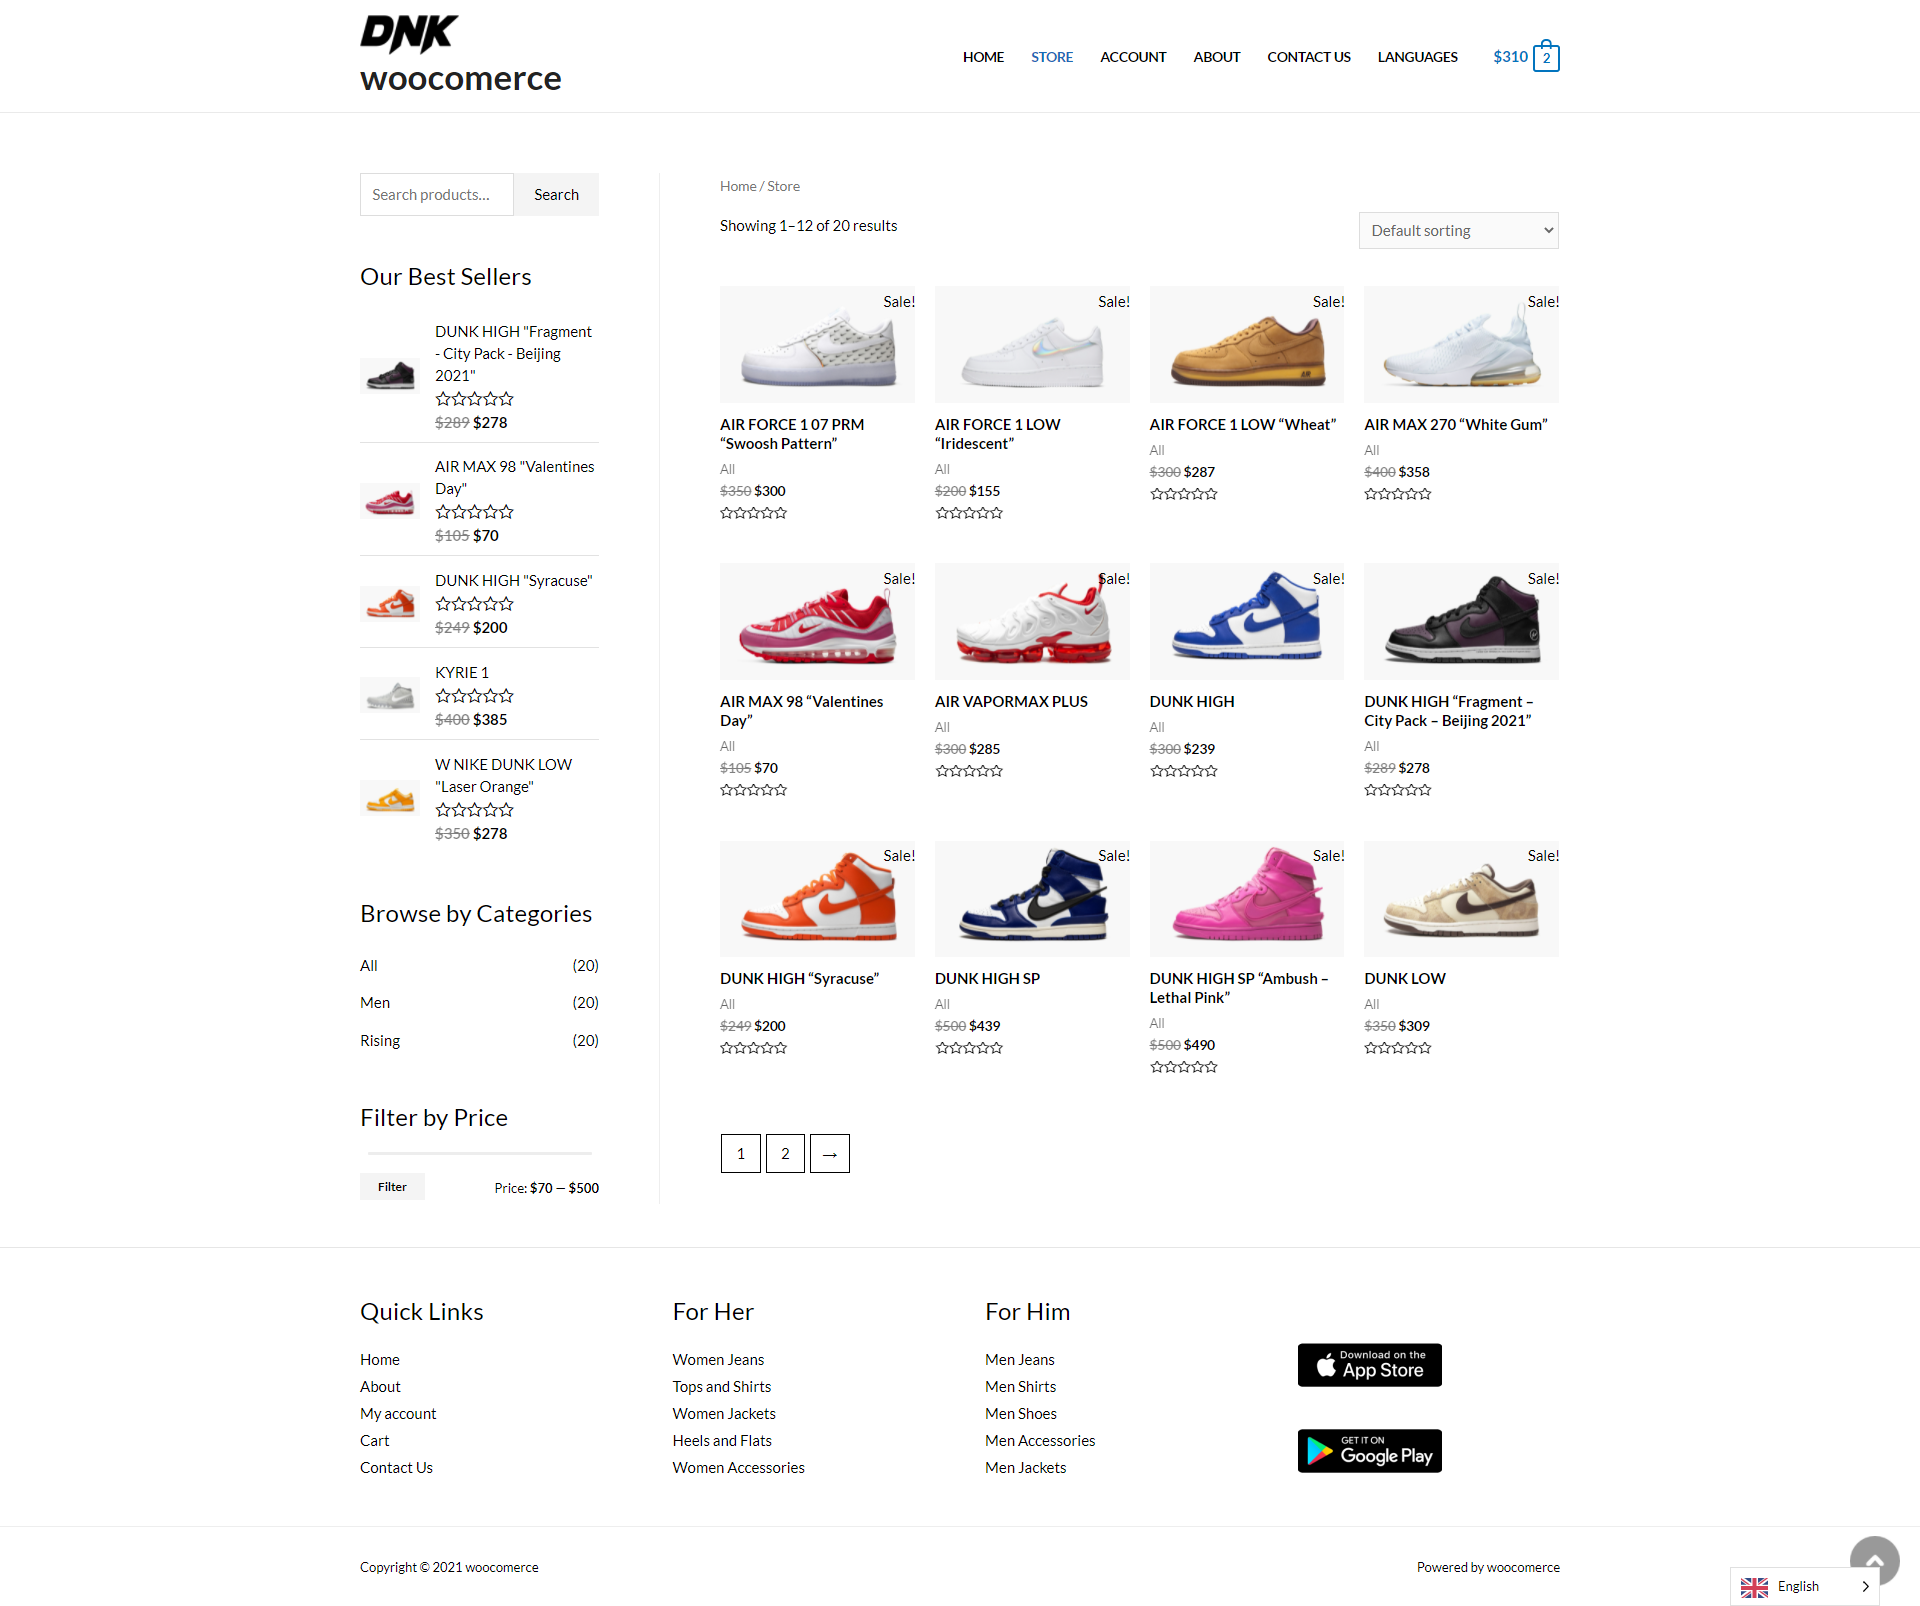 DNK
woocomerce
HOME STORE ACCOUNT ABOUT CONTACT US LANGUAGES $310 2
Search products... Search
Our Best Sellers
DUNK HIGH "Fragment
- City Pack - Beijing
2021"
$289 $278
AIR MAX 98 "Valentines
Day"
$105 $70
DUNK HIGH "Syracuse"
$249 $200
KYRIE 1
$400 $385
W NIKE DUNK LOW
"Laser Orange"
$350 $278
Browse by Categories
All (20)
Men (20)
Rising (20)
Filter by Price
Filter Price: $70 — $500
Home / Store
Showing 1–12 of 20 results
Default sorting
Sale!
AIR FORCE 1 07 PRM
“Swoosh Pattern”
All
$350 $300
Sale!
AIR FORCE 1 LOW
“Iridescent”
All
$200 $155
Sale!
AIR FORCE 1 LOW “Wheat”
All
$300 $287
Sale!
AIR MAX 270 “White Gum”
All
$400 $358
Sale!
AIR MAX 98 “Valentines
Day”
All
$105 $70
Sale!
AIR VAPORMAX PLUS
All
$300 $285
Sale!
DUNK HIGH
All
$300 $239
Sale!
DUNK HIGH “Fragment –
City Pack – Beijing 2021”
All
$289 $278
Sale!
DUNK HIGH “Syracuse”
All
$249 $200
Sale!
DUNK HIGH SP
All
$500 $439
Sale!
DUNK HIGH SP “Ambush –
Lethal Pink”
All
$500 $490
Sale!
DUNK LOW
All
$350 $309
1 2 →
Quick Links
Home
About
My account
Cart
Contact Us
For Her
Women Jeans
Tops and Shirts
Women Jackets
Heels and Flats
Women Accessories
For Him
Men Jeans
Men Shirts
Men Shoes
Men Accessories
Men Jackets
Download on the
App Store
GET IT ON
Google Play
Copyright © 2021 woocomerce
Powered by woocomerce
English